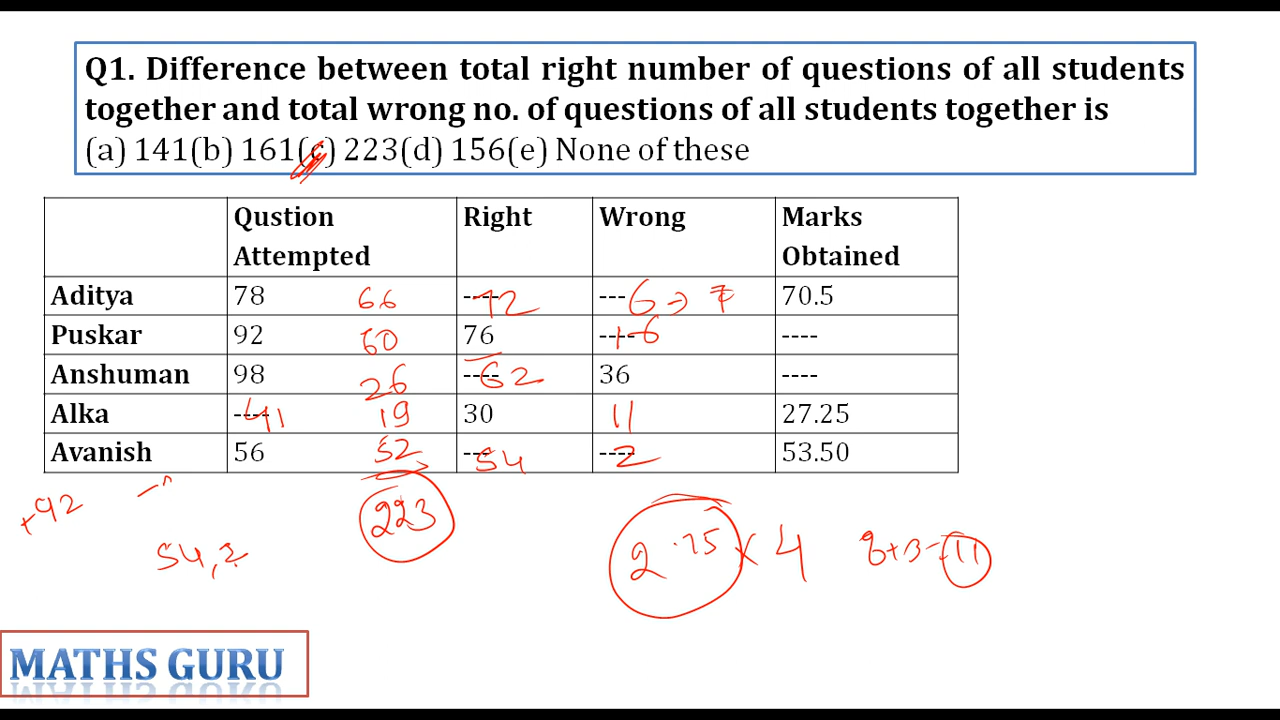 Q1. Difference between total right number of questions of all students
together and total wrong no. of questions of all students together is
(a) 141(b) 161(c) 223(d) 156(e) None of these
Qustion Attempted Right Wrong Marks Obtained
Aditya 78 66 ---- 72 --- 6 => 7 70.5
Puskar 92 60 76 ---- 16 ----
Anshuman 98 26 ---- 62 36 ----
Alka ---- 41 19 30 11 27.25
Avanish 56 52 --- 54 ---- 2 53.50
+92
223
54, 2
2.75 x 4 8+3=11
MATHS GURU